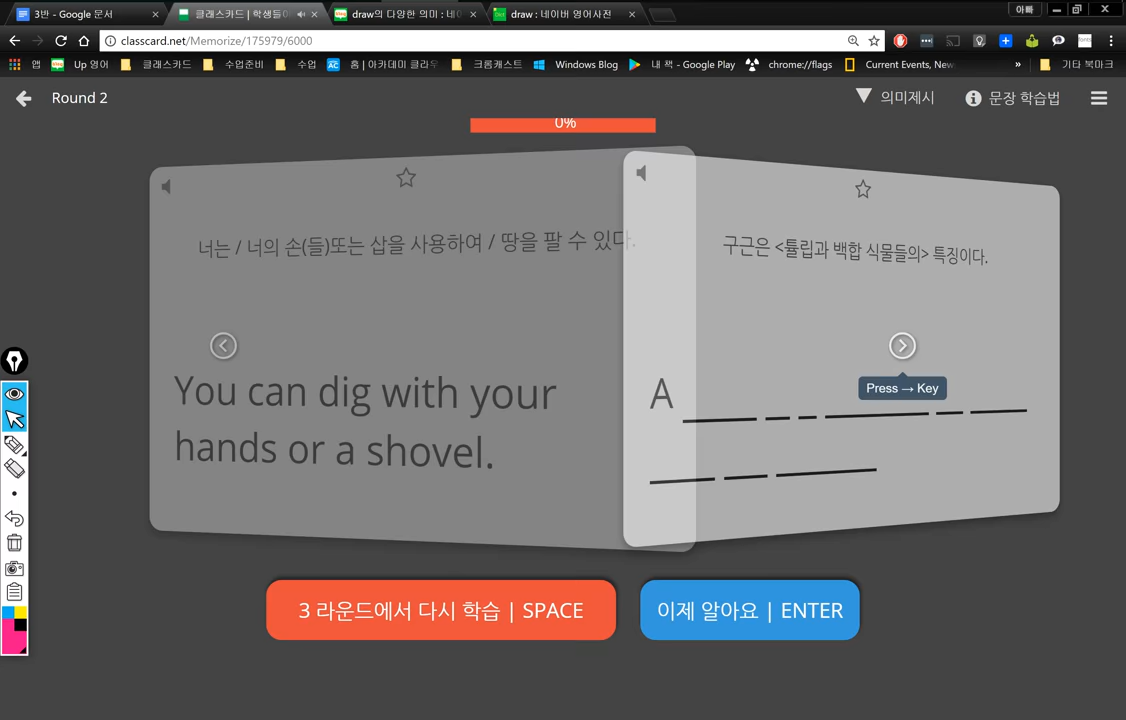 3반 - Google 문서
클래스카드 | 학생들이
draw의 다양한 의미 : 네이
draw : 네이버 영어사전
아빠
classcard.net/Memorize/175979/6000
앱
Up 영어
클래스카드
수업준비
수업
홈 | 아카데미 클라우
크롬캐스트
Windows Blog
내 책 - Google Play
chrome://flags
Current Events, New
»
기타 북마크
Round 2
의미제시
문장 학습법
0%
너는 / 너의 손(들)또는 삽을 사용하여 / 땅을 팔 수 있다.
구근은 <튤립과 백합 식물들의> 특징이다.
You can dig with your
hands or a shovel.
A
Press → Key
3 라운드에서 다시 학습 | SPACE
이제 알아요 | ENTER